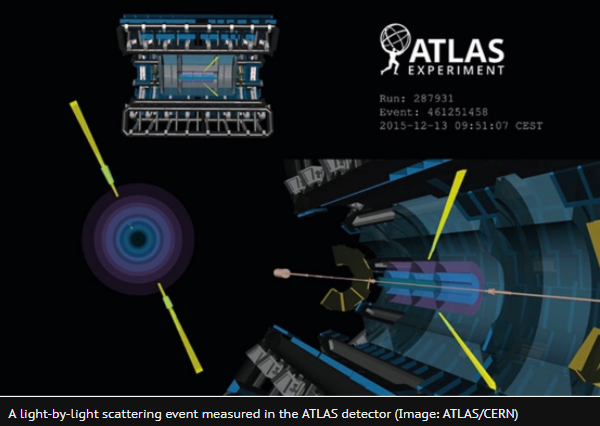 ATLAS
EXPERIMENT
Run: 287931
Event: 461251458
2015-12-13 09:51:07 CEST
A light-by-light scattering event measured in the ATLAS detector (Image: ATLAS/CERN)